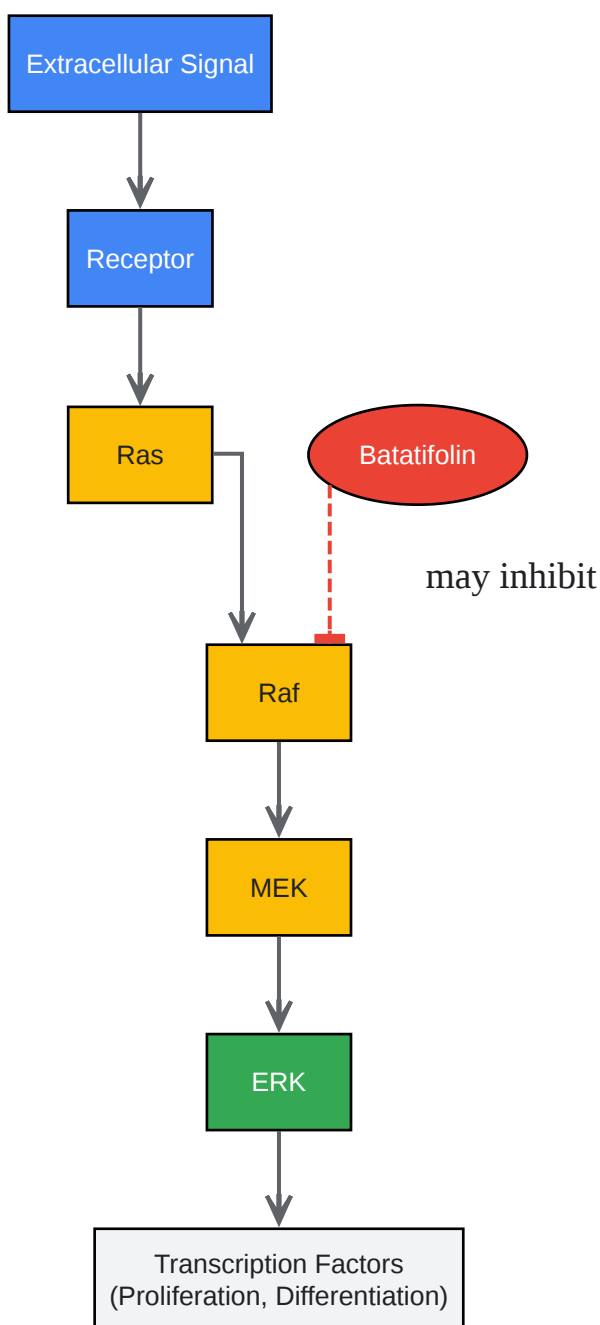 Extracellular Signal
Receptor
Ras
Batatifolin
may inhibit
Raf
MEK
ERK
Transcription Factors
(Proliferation, Differentiation)